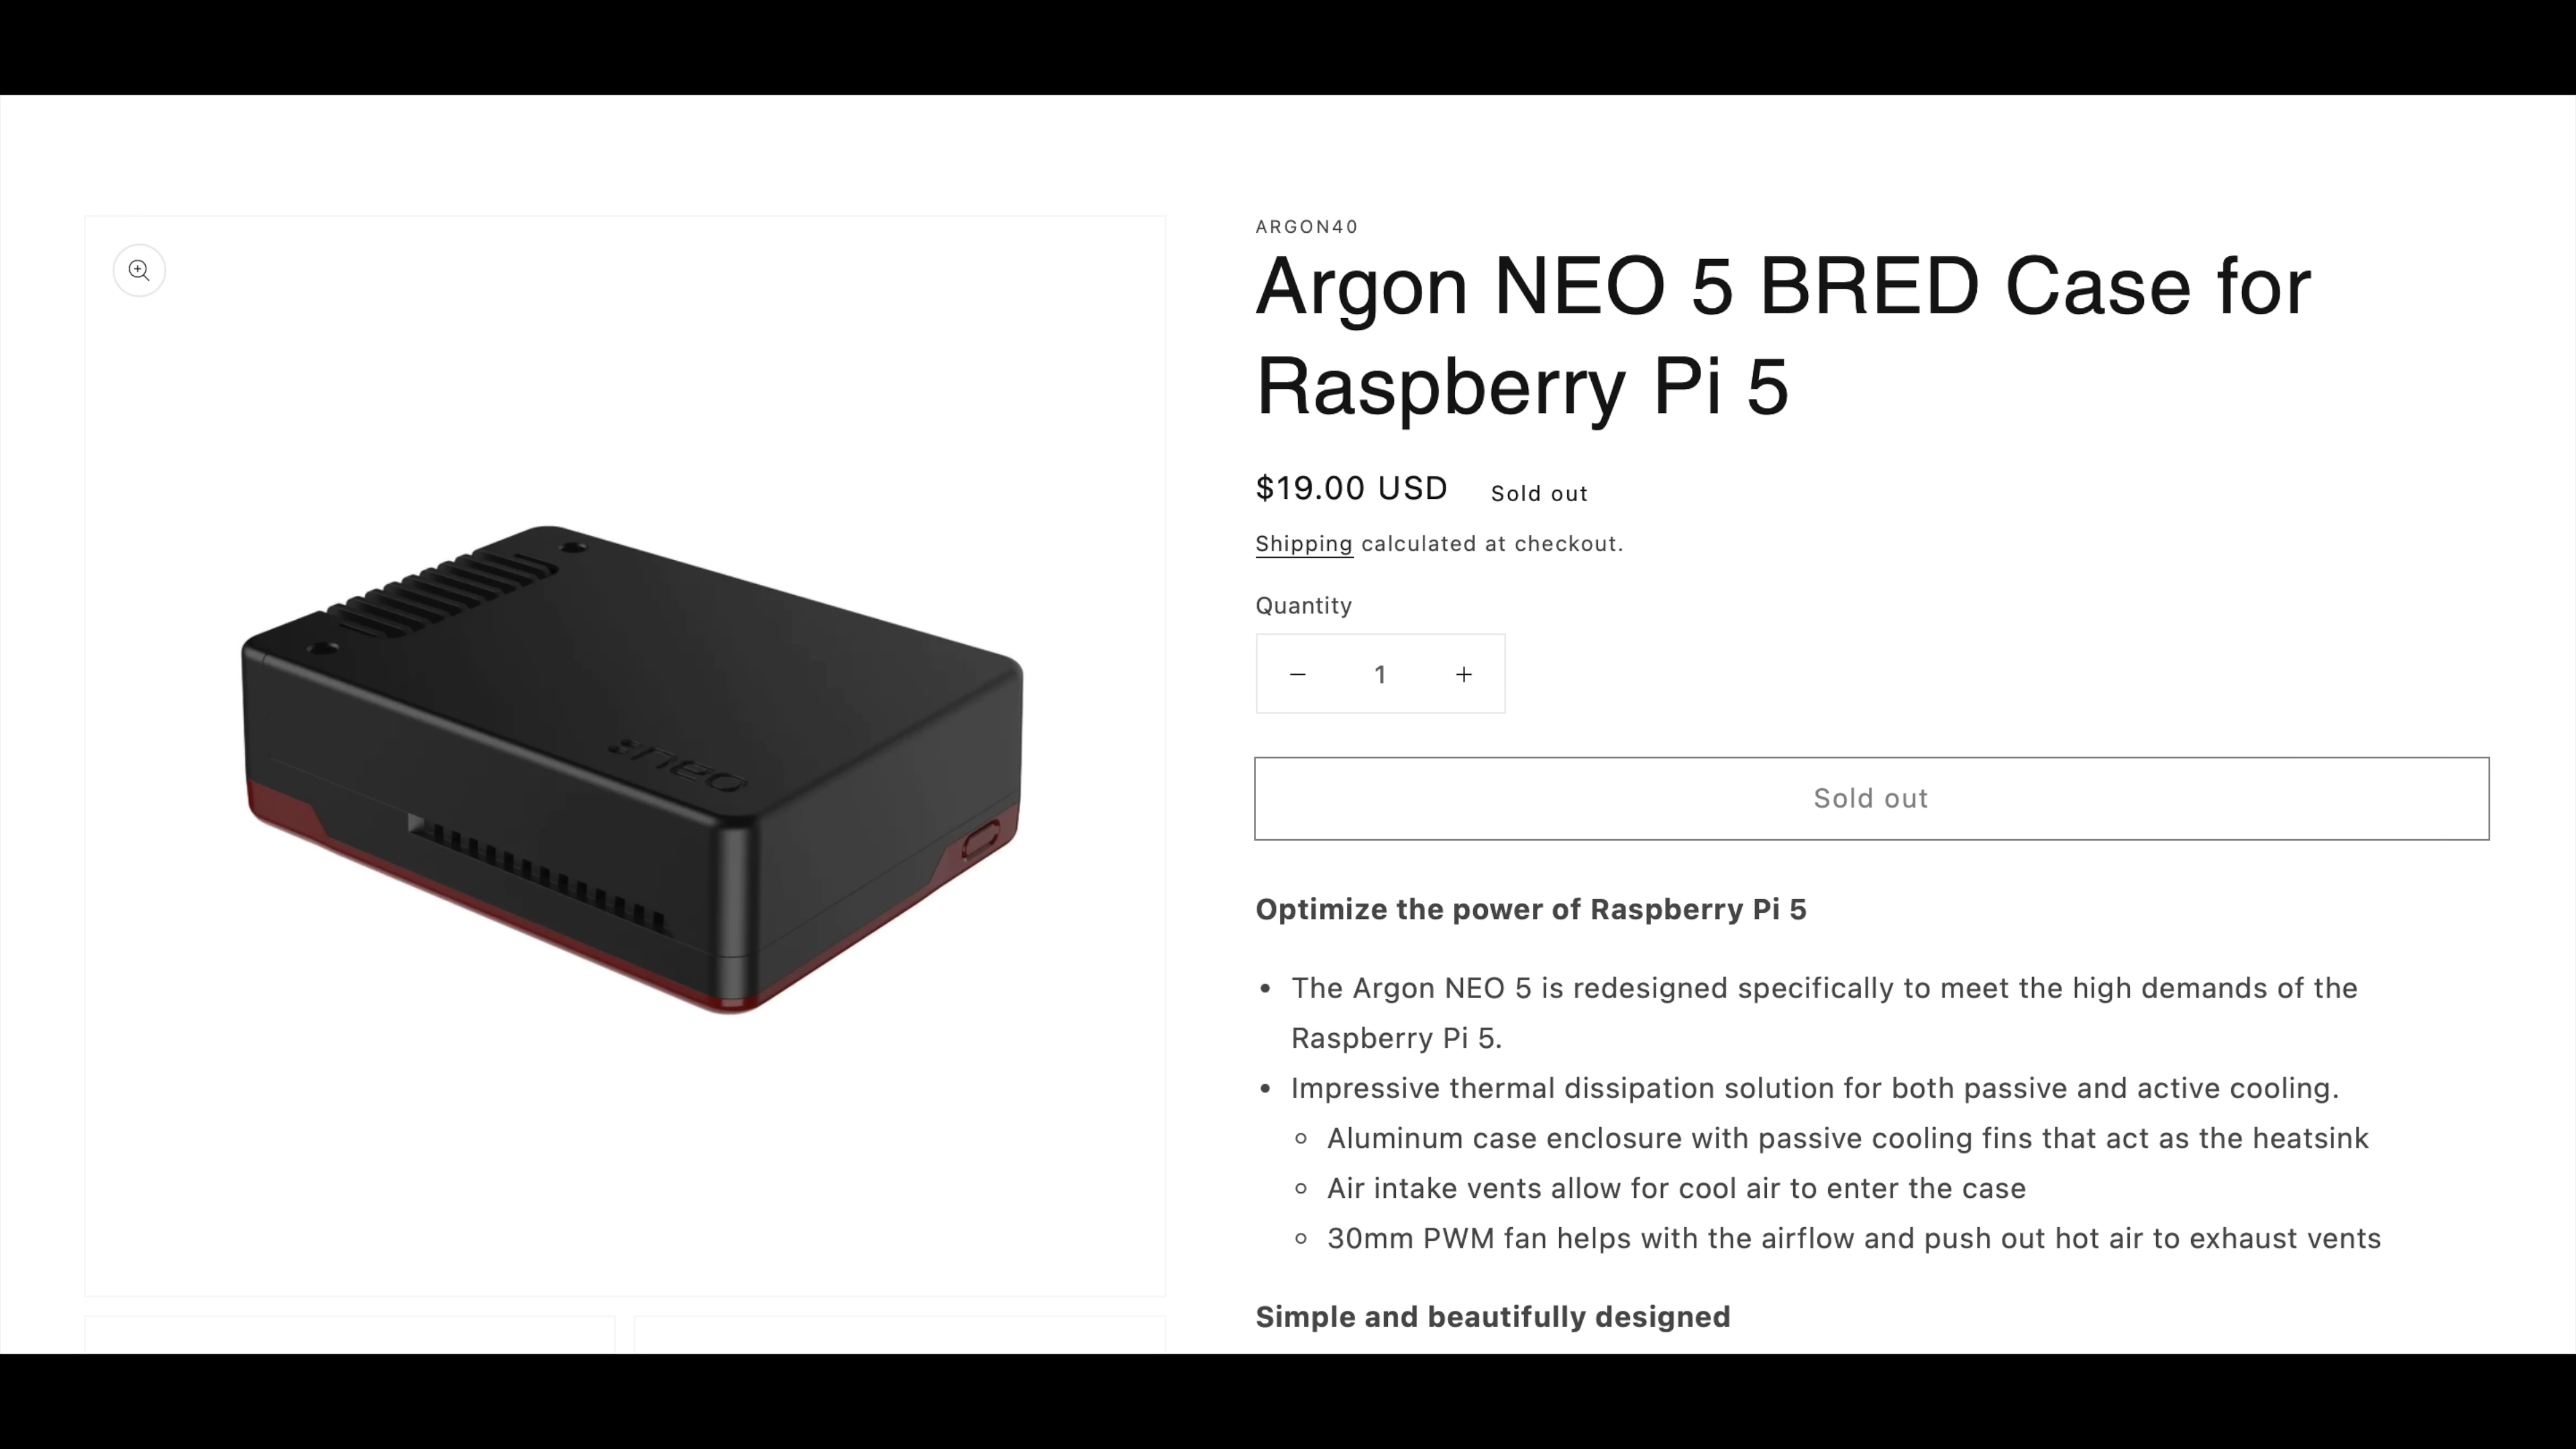 ARGON40
Argon NEO 5 BRED Case for
Raspberry Pi 5
$19.00 USD Sold out
Shipping calculated at checkout.
Quantity
− 1 +
Sold out
Optimize the power of Raspberry Pi 5
• The Argon NEO 5 is redesigned specifically to meet the high demands of the
Raspberry Pi 5.
• Impressive thermal dissipation solution for both passive and active cooling.
○ Aluminum case enclosure with passive cooling fins that act as the heatsink
○ Air intake vents allow for cool air to enter the case
○ 30mm PWM fan helps with the airflow and push out hot air to exhaust vents
Simple and beautifully designed
neo